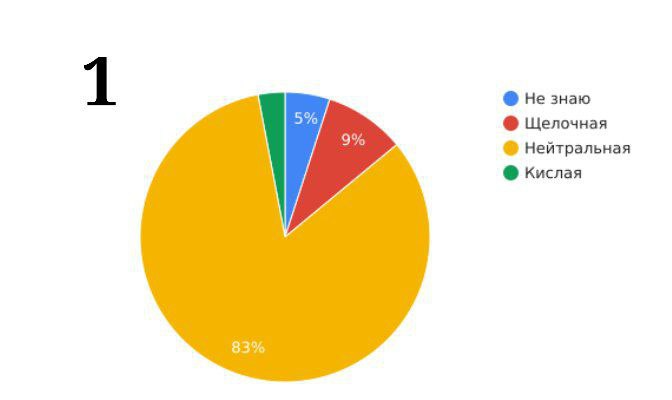 1
Не знаю
Щелочная
Нейтральная
Кислая
5%
9%
83%